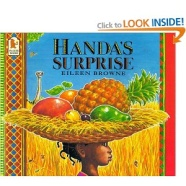 Click to LOOK INSIDE!
HANDA'S
SURPRISE
EILEEN BROWNE